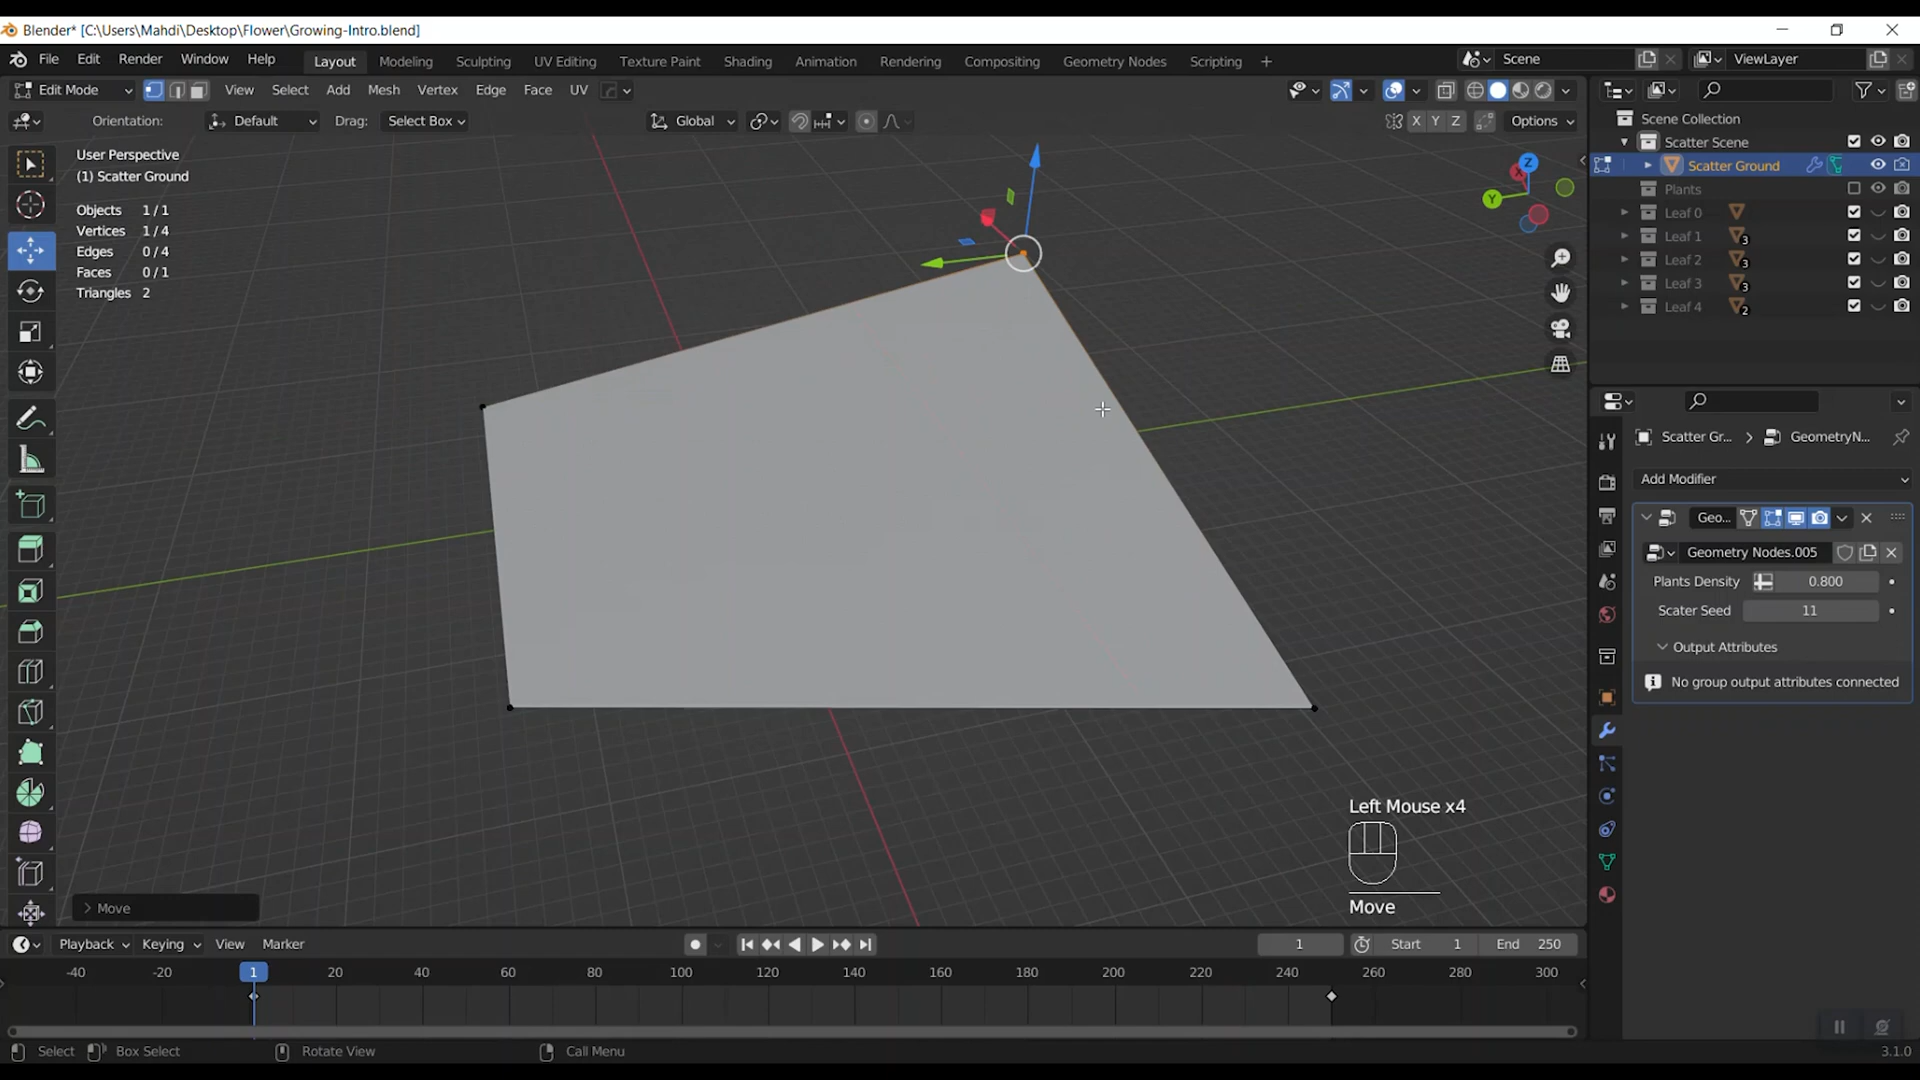 Blender* [C:\Users\Mahdi\Desktop\Flower\Growing-Intro.blend]
File Edit Render Window Help Layout Modeling Sculpting UV Editing Texture Paint Shading Animation Rendering Compositing Geometry Nodes Scripting + Scene ViewLayer
Edit Mode View Select Add Mesh Vertex Edge Face UV
Orientation: Default Drag: Select Box Global X Y Z Options
User Perspective
(1) Scatter Ground
Objects 1 / 1
Vertices 1 / 4
Edges 0 / 4
Faces 0 / 1
Triangles 2
Z
X
Y
Scene Collection
Scatter Scene
Scatter Ground
Plants
Leaf 0
Leaf 1 3
Leaf 2 3
Leaf 3 3
Leaf 4 2
Scatter Gr... > GeometryN...
Add Modifier
Geo...
Geometry Nodes.005
Plants Density 0.800
Scater Seed 11
Output Attributes
No group output attributes connected
Left Mouse x4
Move
> Move
Playback Keying View Marker 1 Start 1 End 250
-40 -20 1 20 40 60 80 100 120 140 160 180 200 220 240 260 280 300
Select Box Select Rotate View Call Menu 3.1.0